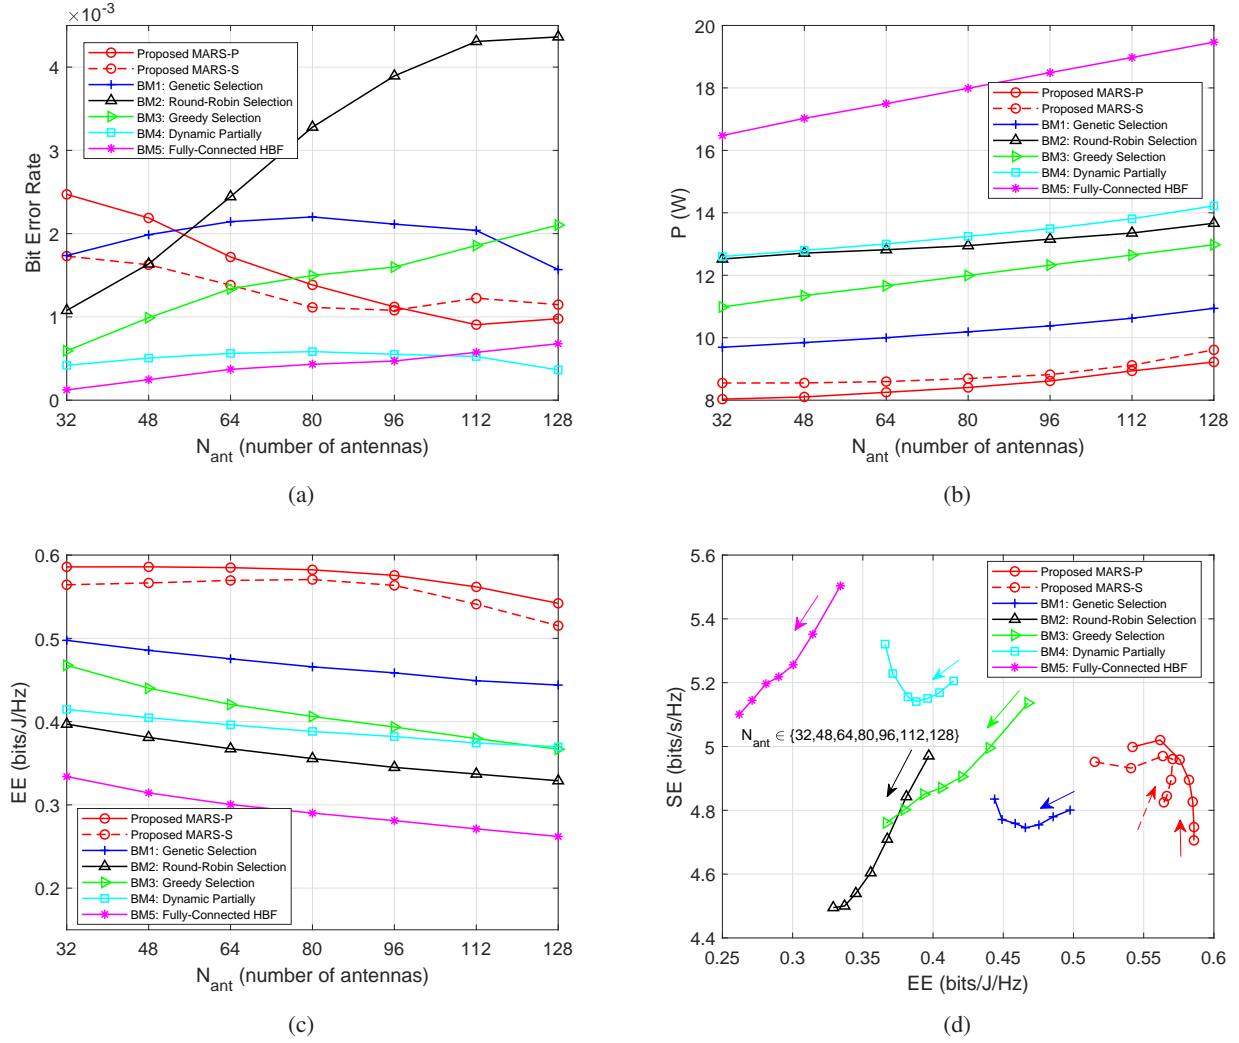 ×10⁻³
4
3
2
1
0
Bit Error Rate
Proposed MARS-P
Proposed MARS-S
BM1: Genetic Selection
BM2: Round-Robin Selection
BM3: Greedy Selection
BM4: Dynamic Partially
BM5: Fully-Connected HBF
32 48 64 80 96 112 128
N_ant (number of antennas)
(a)
20
18
16
14
12
10
8
P (W)
Proposed MARS-P
Proposed MARS-S
BM1: Genetic Selection
BM2: Round-Robin Selection
BM3: Greedy Selection
BM4: Dynamic Partially
BM5: Fully-Connected HBF
32 48 64 80 96 112 128
N_ant (number of antennas)
(b)
0.6
0.5
0.4
0.3
0.2
EE (bits/J/Hz)
Proposed MARS-P
Proposed MARS-S
BM1: Genetic Selection
BM2: Round-Robin Selection
BM3: Greedy Selection
BM4: Dynamic Partially
BM5: Fully-Connected HBF
32 48 64 80 96 112 128
N_ant (number of antennas)
(c)
5.6
5.4
5.2
5
4.8
4.6
4.4
SE (bits/s/Hz)
Proposed MARS-P
Proposed MARS-S
BM1: Genetic Selection
BM2: Round-Robin Selection
BM3: Greedy Selection
BM4: Dynamic Partially
BM5: Fully-Connected HBF
N_ant ∈ {32,48,64,80,96,112,128}
0.25 0.3 0.35 0.4 0.45 0.5 0.55 0.6
EE (bits/J/Hz)
(d)